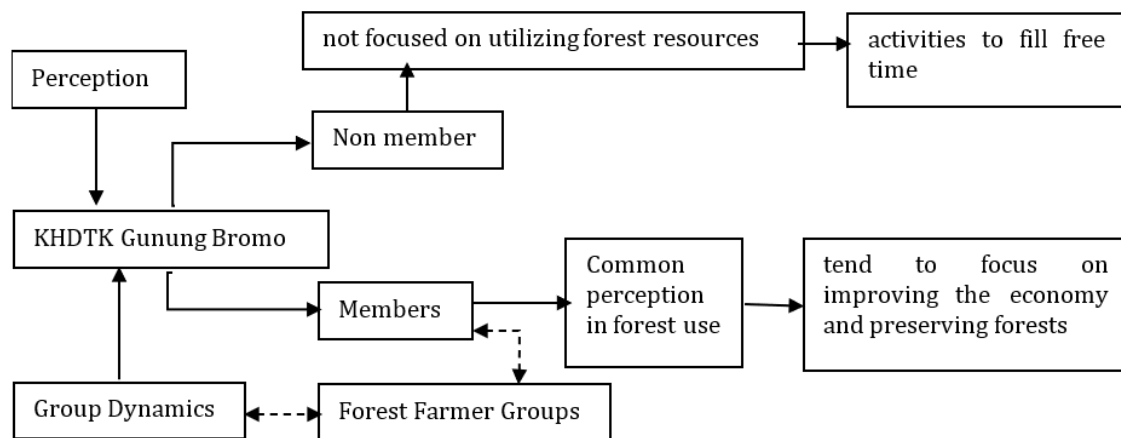 not focused on utilizing forest resources
activities to fill free
time
Perception
Non member
KHDTK Gunung Bromo
Members
Common
perception
in forest use
tend to focus on
improving the economy
and preserving forests
Group Dynamics
Forest Farmer Groups